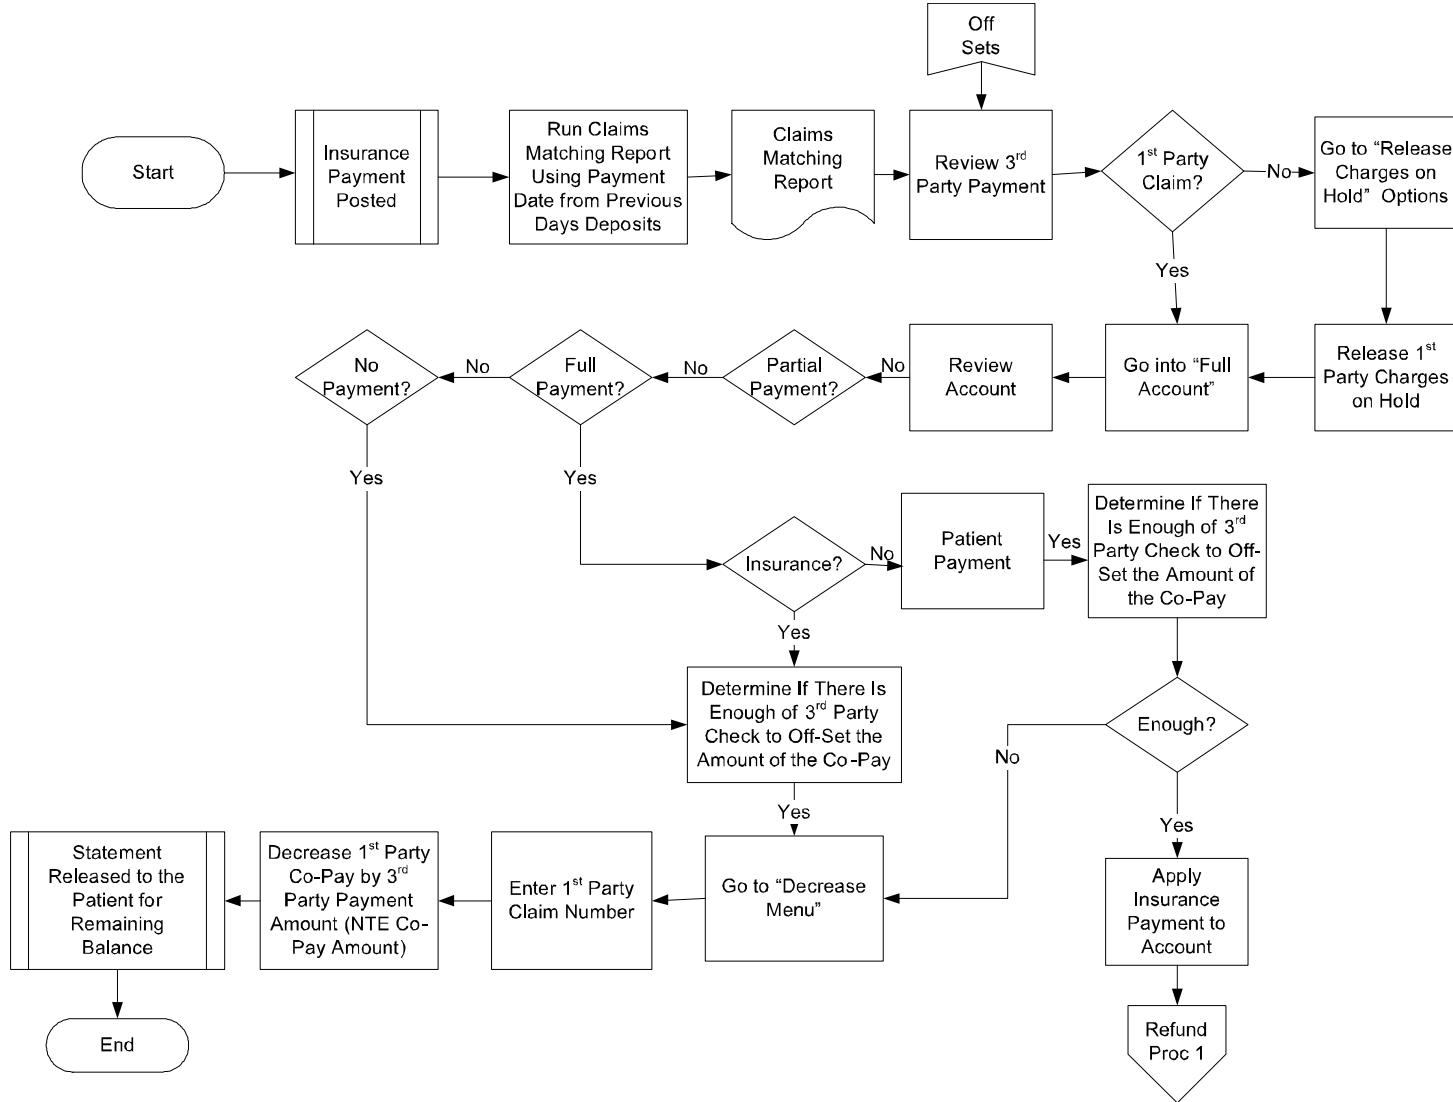 Off
Sets
Start
Insurance
Payment
Posted
Run Claims
Matching Report
Using Payment
Date from Previous
Days Deposits
Claims
Matching
Report
Review 3rd
Party Payment
1st Party
Claim?
No
Go to “Release
Charges on
Hold” Options
Yes
No
Payment?
No
Full
Payment?
No
Partial
Payment?
No
Review
Account
Go into “Full
Account”
Release 1st
Party Charges
on Hold
Yes
Yes
Insurance?
No
Patient
Payment
Yes
Determine If There
Is Enough of 3rd
Party Check to Off-
Set the Amount of
the Co-Pay
Yes
Determine If There Is
Enough of 3rd Party
Check to Off-Set the
Amount of the Co-Pay
Enough?
No
Yes
Yes
Statement
Released to the
Patient for
Remaining
Balance
Decrease 1st Party
Co-Pay by 3rd
Party Payment
Amount (NTE Co-
Pay Amount)
Enter 1st Party
Claim Number
Go to “Decrease
Menu”
Apply
Insurance
Payment to
Account
End
Refund
Proc 1